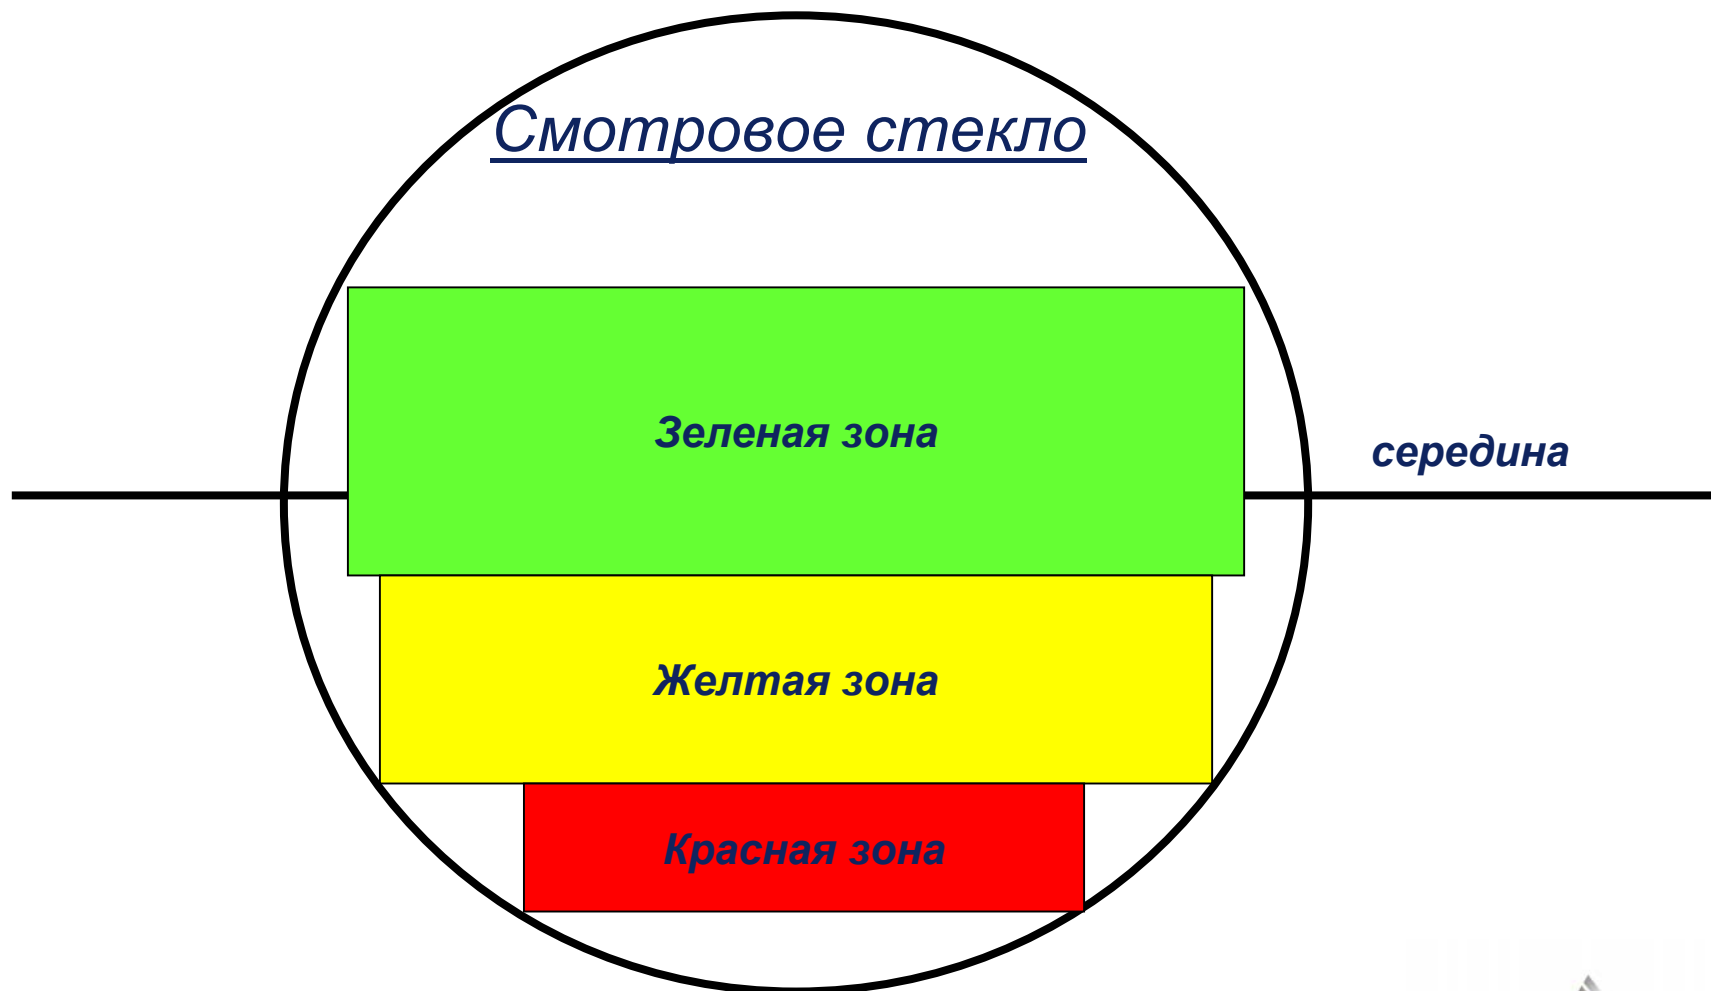 Смотровое стекло
Зеленая зона
середина
Желтая зона
Красная зона